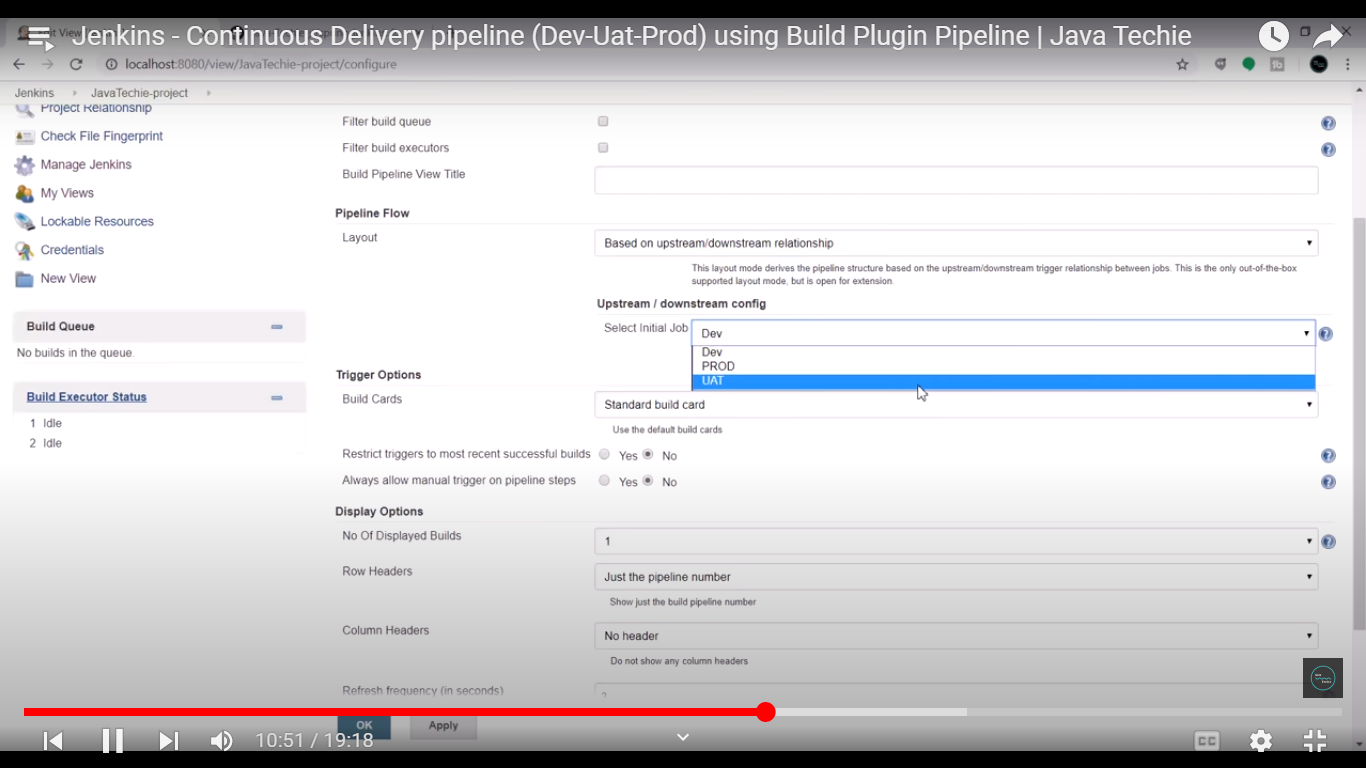 Jenkins - Continuous Delivery pipeline (Dev-Uat-Prod) using Build Plugin Pipeline | Java Techie
localhost:8080/view/JavaTechie-project/configure
Jenkins
JavaTechie-project
Project Relationship
Check File Fingerprint
Manage Jenkins
My Views
Lockable Resources
Credentials
New View
Build Queue
No builds in the queue.
Build Executor Status
1 Idle
2 Idle
Filter build queue
Filter build executors
Build Pipeline View Title
Pipeline Flow
Layout
Based on upstream/downstream relationship
This layout mode derives the pipeline structure based on the upstream/downstream trigger relationship between jobs. This is the only out-of-the-box
supported layout mode, but is open for extension.
Upstream / downstream config
Select Initial Job
Dev
Dev
PROD
UAT
Trigger Options
Build Cards
Standard build card
Use the default build cards
Restrict triggers to most recent successful builds Yes No
Always allow manual trigger on pipeline steps Yes No
Display Options
No Of Displayed Builds
1
Row Headers
Just the pipeline number
Show just the build pipeline number
Column Headers
No header
Do not show any column headers
Refresh frequency (in seconds)
OK
Apply
10:51 / 19:18
CC